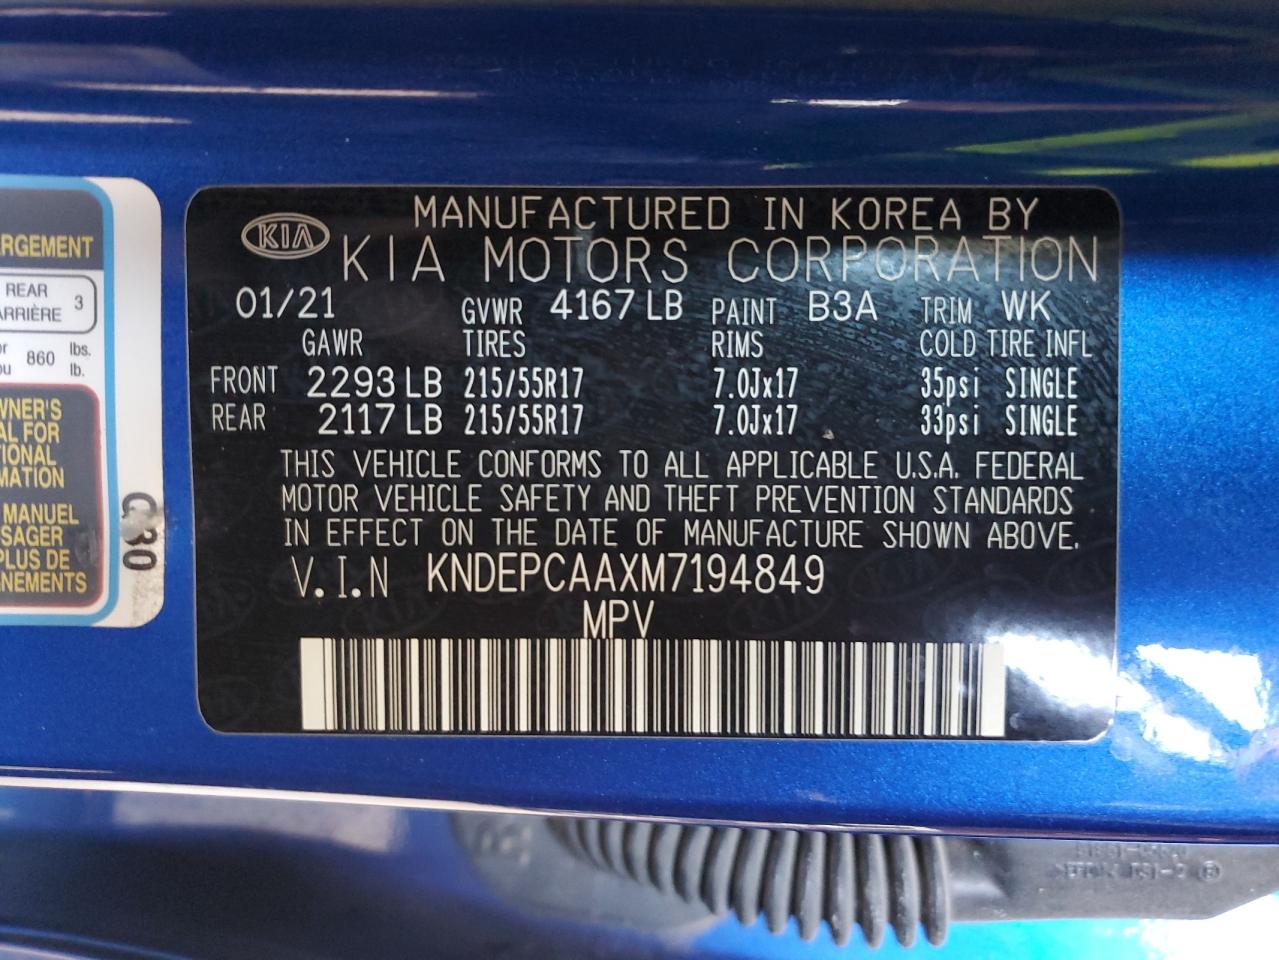 RGEMENT
REAR 3
ARRIÈRE
or
ou 860 lbs.
lb.
WNER'S
AL FOR
TIONAL
MATION
MANUEL
SAGER
PLUS DE
GNEMENTS
KIA
MANUFACTURED IN KOREA BY
KIA MOTORS CORPORATION
01/21 GVWR 4167 LB PAINT B3A TRIM WK
GAWR TIRES RIMS COLD TIRE INFL
FRONT 2293 LB 215/55R17 7.0Jx17 35psi SINGLE
REAR 2117 LB 215/55R17 7.0Jx17 33psi SINGLE
THIS VEHICLE CONFORMS TO ALL APPLICABLE U.S.A. FEDERAL
MOTOR VEHICLE SAFETY AND THEFT PREVENTION STANDARDS
IN EFFECT ON THE DATE OF MANUFACTURE SHOWN ABOVE.
V.I.N KNDEPCAAXM7194849
MPV